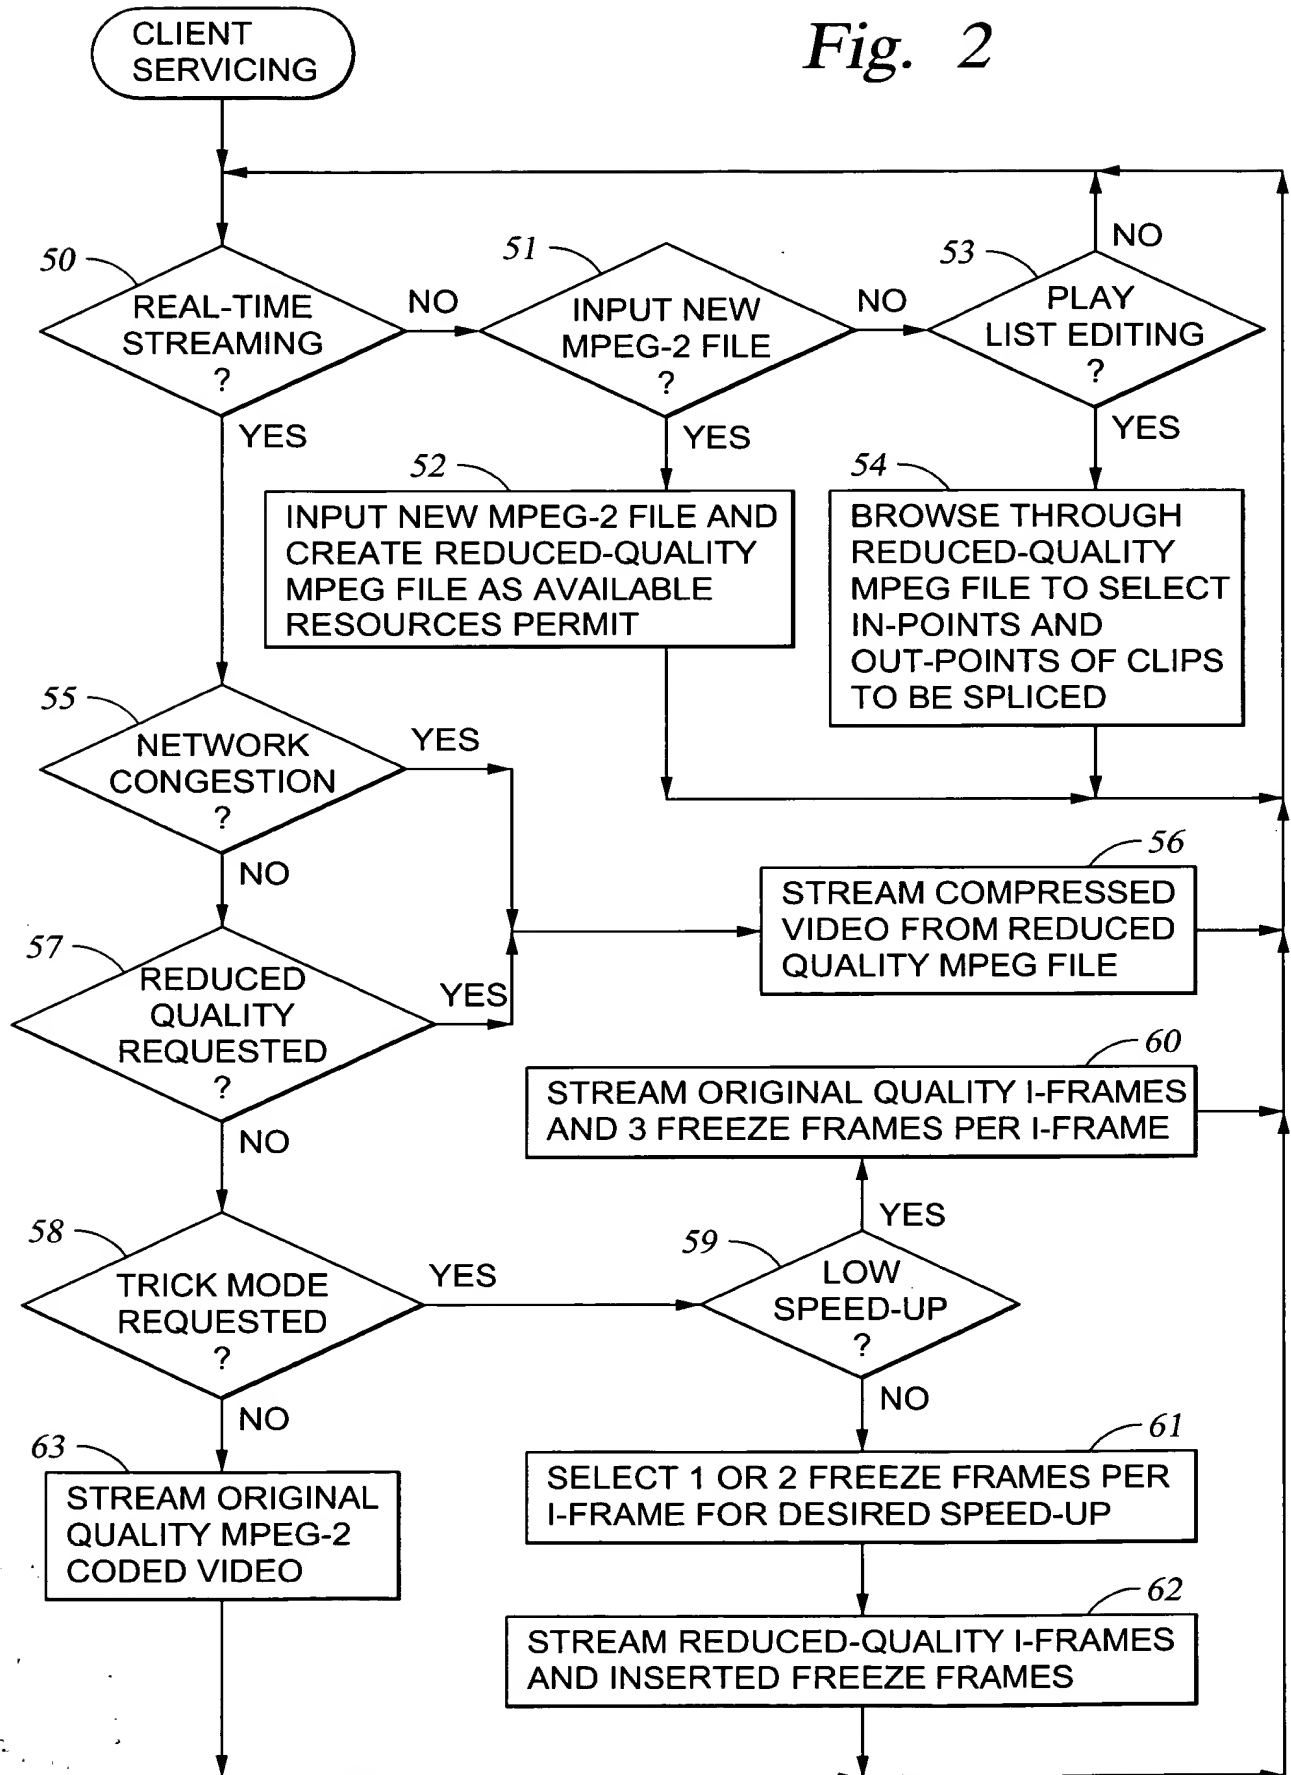 CLIENT
SERVICING
Fig. 2
50
REAL-TIME
STREAMING
?
NO
YES
51
INPUT NEW
MPEG-2 FILE
?
NO
YES
53
PLAY
LIST EDITING
?
NO
YES
52
INPUT NEW MPEG-2 FILE AND
CREATE REDUCED-QUALITY
MPEG FILE AS AVAILABLE
RESOURCES PERMIT
54
BROWSE THROUGH
REDUCED-QUALITY
MPEG FILE TO SELECT
IN-POINTS AND
OUT-POINTS OF CLIPS
TO BE SPLICED
55
NETWORK
CONGESTION
?
YES
NO
56
STREAM COMPRESSED
VIDEO FROM REDUCED
QUALITY MPEG FILE
57
REDUCED
QUALITY
REQUESTED
?
YES
NO
60
STREAM ORIGINAL QUALITY I-FRAMES
AND 3 FREEZE FRAMES PER I-FRAME
58
TRICK MODE
REQUESTED
?
YES
NO
59
LOW
SPEED-UP
?
YES
NO
61
SELECT 1 OR 2 FREEZE FRAMES PER
I-FRAME FOR DESIRED SPEED-UP
63
STREAM ORIGINAL
QUALITY MPEG-2
CODED VIDEO
62
STREAM REDUCED-QUALITY I-FRAMES
AND INSERTED FREEZE FRAMES